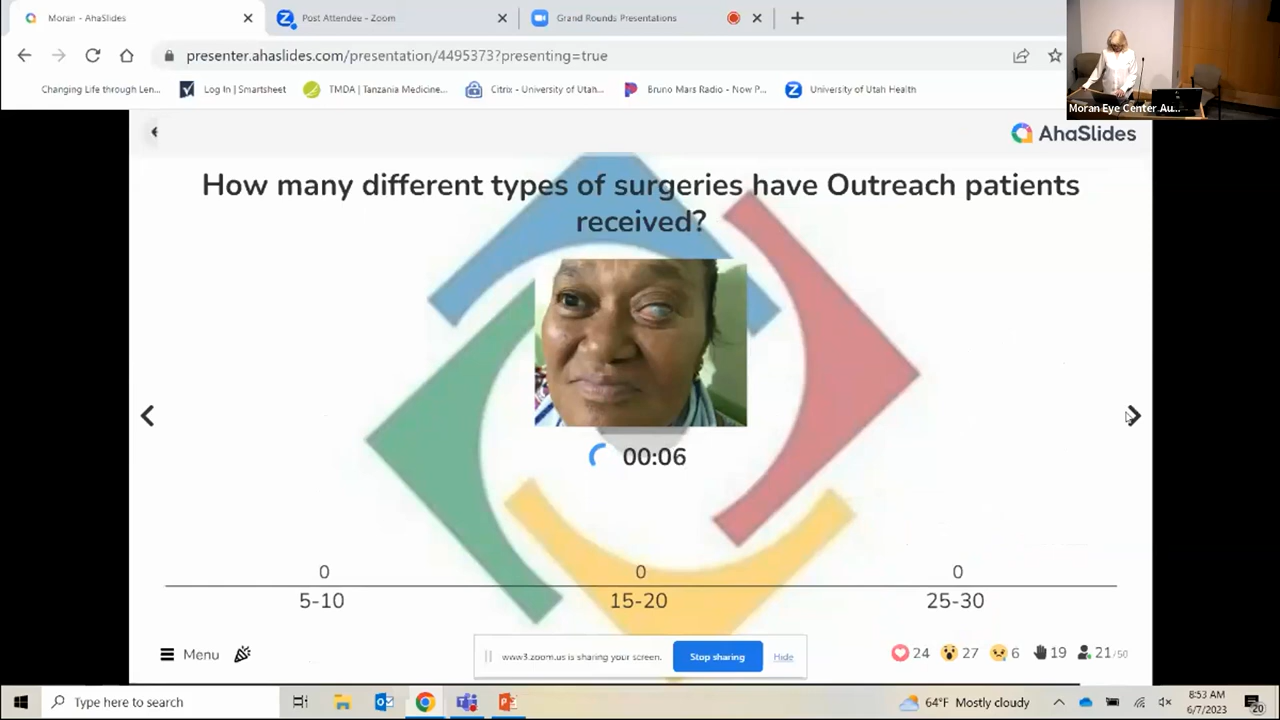 Moran - AhaSlides
Post Attendee - Zoom
Grand Rounds Presentations
presenter.ahaslides.com/presentation/4495373?presenting=true
Changing Life through Len...
Log In | Smartsheet
TMDA | Tanzania Medicine...
Citrix - University of Utah...
Bruno Mars Radio - Now P...
University of Utah Health
Moran Eye Center Au...
AhaSlides
How many different types of surgeries have Outreach patients
received?
00:06
0 0 0
5-10 15-20 25-30
Menu
www3.zoom.us is sharing your screen.
Stop sharing
Hide
24 27 6 19 21/50
Type here to search
64°F Mostly cloudy
8:53 AM
6/7/2023
20